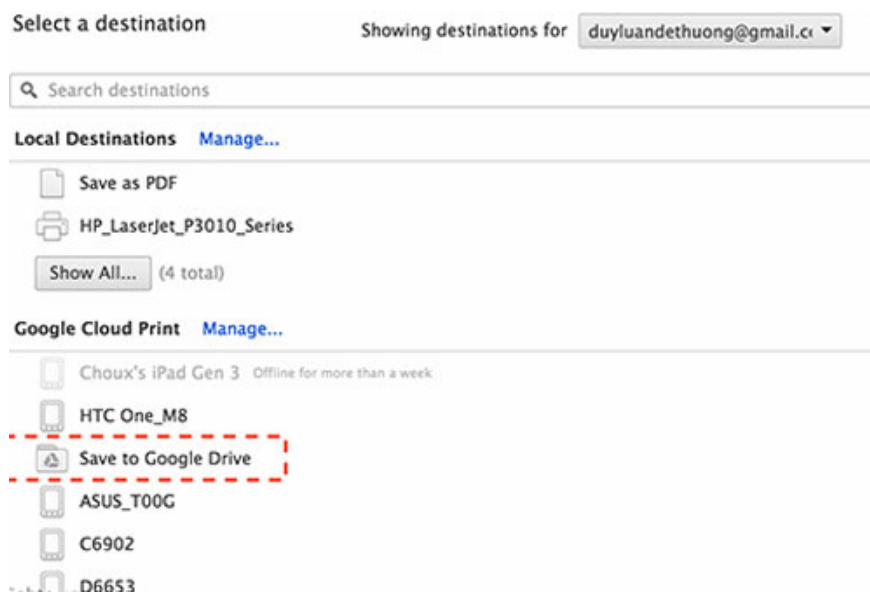 Select a destination
Showing destinations for duyluandethuong@gmail.cc
Search destinations
Local Destinations Manage...
Save as PDF
HP_LaserJet_P3010_Series
Show All... (4 total)
Google Cloud Print Manage...
Choux's iPad Gen 3 Offline for more than a week
HTC One_M8
Save to Google Drive
ASUS_T00G
C6902
D6653